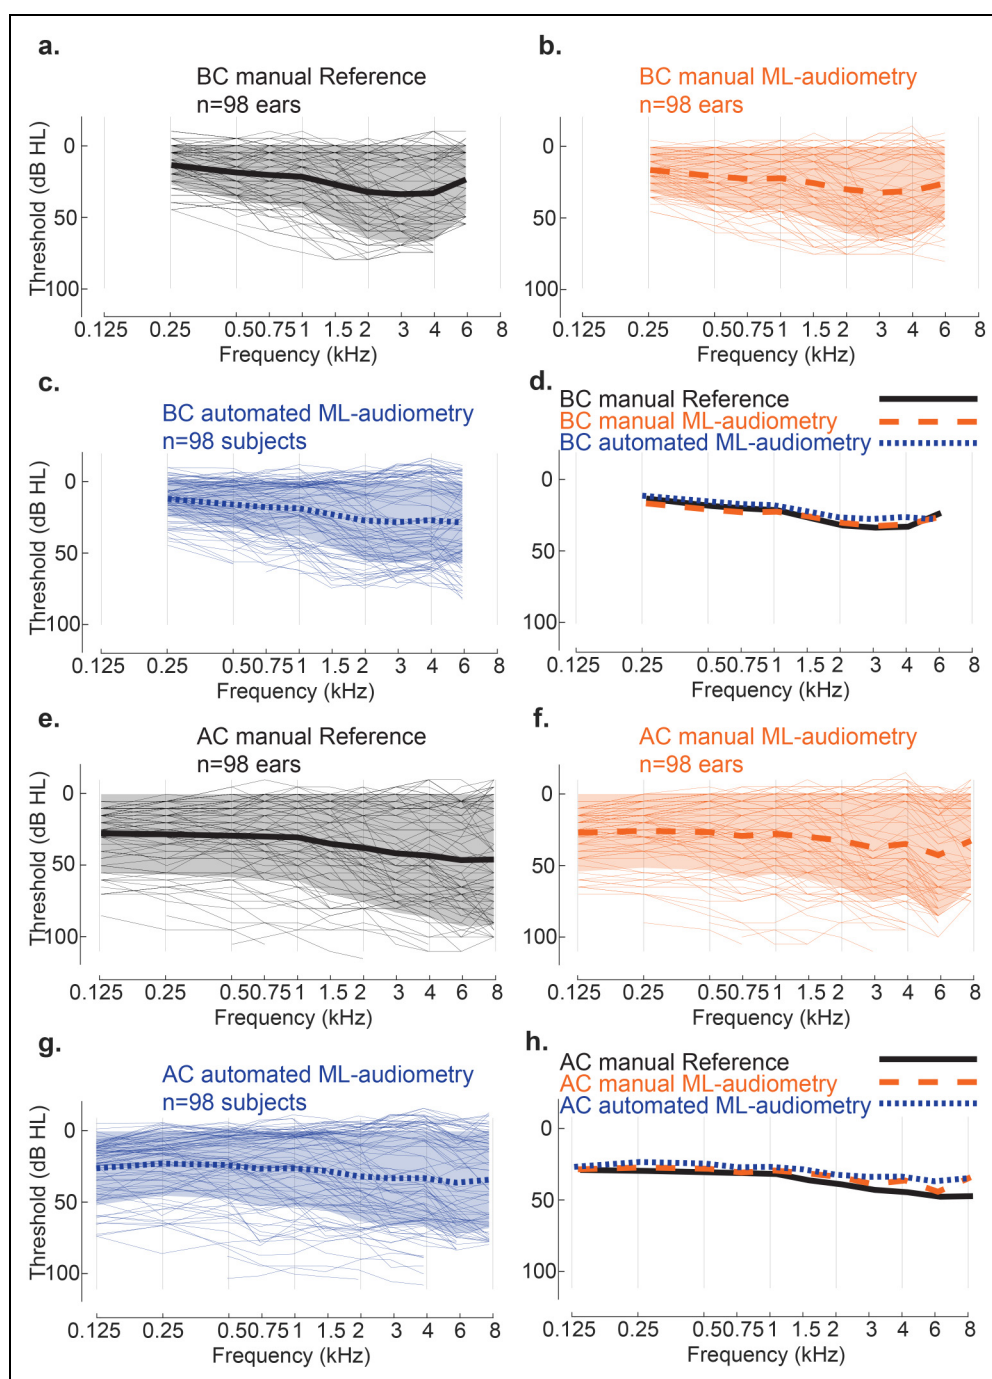 a.
BC manual Reference
n=98 ears
Threshold (dB HL)
0
50
100
0.125 0.25 0.50.75 1 1.5 2 3 4 6 8
Frequency (kHz)
b.
BC manual ML-audiometry
n=98 ears
0
50
100
0.125 0.25 0.50.75 1 1.5 2 3 4 6 8
Frequency (kHz)
c.
BC automated ML-audiometry
n=98 subjects
Threshold (dB HL)
0
50
100
0.125 0.25 0.50.75 1 1.5 2 3 4 6 8
Frequency (kHz)
d.
BC manual Reference
BC manual ML-audiometry
BC automated ML-audiometry
0
50
100
0.125 0.25 0.50.75 1 1.5 2 3 4 6 8
Frequency (kHz)
e.
AC manual Reference
n=98 ears
Threshold (dB HL)
0
50
100
0.125 0.25 0.50.75 1 1.5 2 3 4 6 8
Frequency (kHz)
f.
AC manual ML-audiometry
n=98 ears
0
50
100
0.125 0.25 0.50.75 1 1.5 2 3 4 6 8
Frequency (kHz)
g.
AC automated ML-audiometry
n=98 subjects
Threshold (dB HL)
0
50
100
0.125 0.25 0.50.75 1 1.5 2 3 4 6 8
Frequency (kHz)
h.
AC manual Reference
AC manual ML-audiometry
AC automated ML-audiometry
0
50
100
0.125 0.25 0.50.75 1 1.5 2 3 4 6 8
Frequency (kHz)